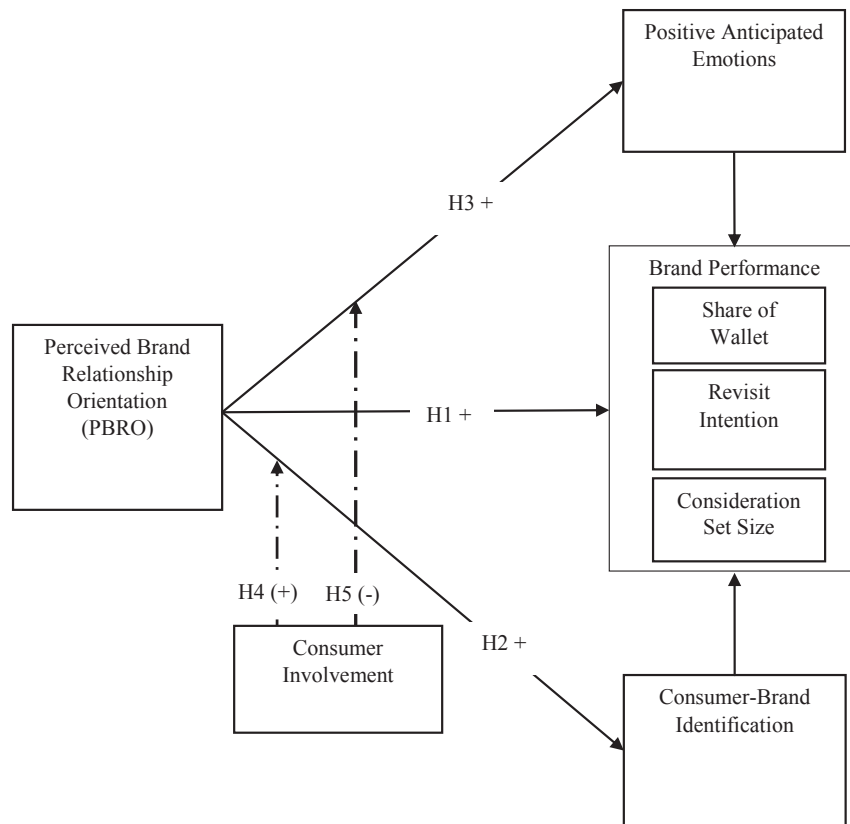 Positive Anticipated
Emotions
H3 +
Brand Performance
Share of
Wallet
Perceived Brand
Relationship
Orientation
(PBRO)
H1 +
Revisit
Intention
Consideration
Set Size
H4 (+)
H5 (-)
H2 +
Consumer
Involvement
Consumer-Brand
Identification